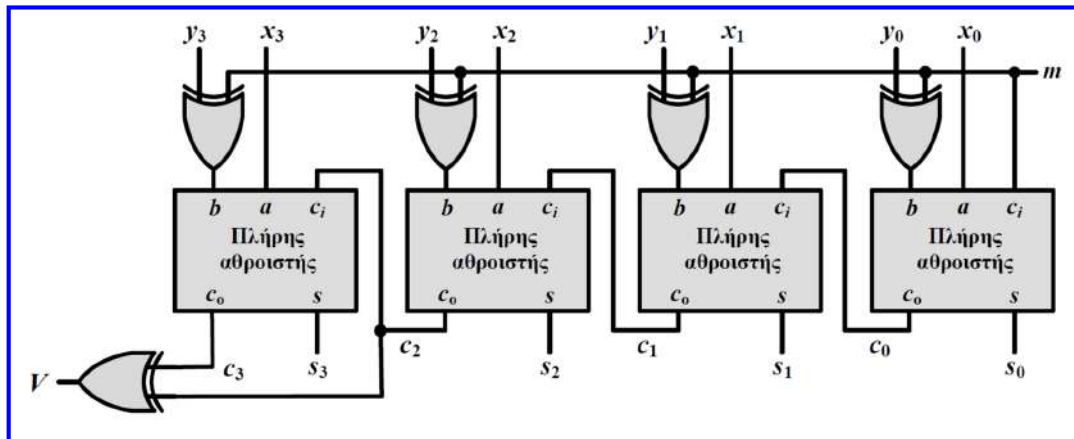 y₃ x₃ y₂ x₂ y₁ x₁ y₀ x₀
m
b a cᵢ b a cᵢ b a cᵢ b a cᵢ
Πλήρης Πλήρης Πλήρης Πλήρης
αθροιστής αθροιστής αθροιστής αθροιστής
cₒ s cₒ s cₒ s cₒ s
c₃ s₃ c₂ s₂ c₁ s₁ c₀ s₀
V